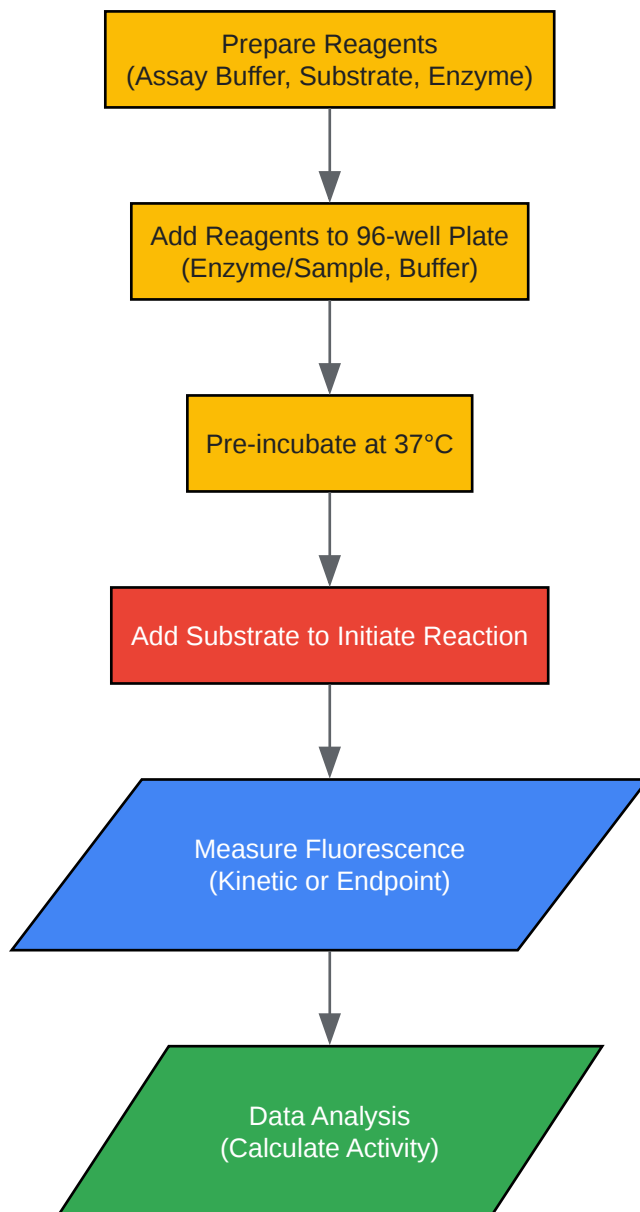 Prepare Reagents
(Assay Buffer, Substrate, Enzyme)
Add Reagents to 96-well Plate
(Enzyme/Sample, Buffer)
Pre-incubate at 37°C
Add Substrate to Initiate Reaction
Measure Fluorescence
(Kinetic or Endpoint)
Data Analysis
(Calculate Activity)